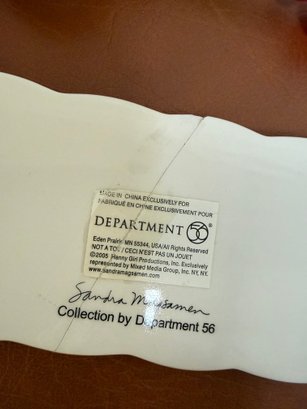 MADE IN CHINA EXCLUSIVELY FOR
FABRIQUÉ EN CHINE EXCLUSIVEMENT POUR
DEPARTMENT 56
Eden Prairie, MN 55344, USA/All Rights Reserved
NOT A TOY / CECI N'EST PAS UN JOUET
©2005 Henny Girl Productions, Inc. Exclusively
represented by Mixed Media Group, Inc. NY, NY.
www.sandramagsamen.com
Sandra Magsamen
Collection by Department 56